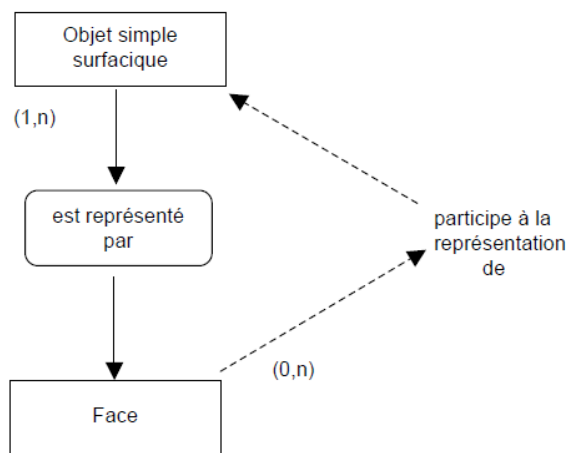 Objet simple
surfacique
(1,n)
est représenté
par
participe à la
représentation
de
(0,n)
Face